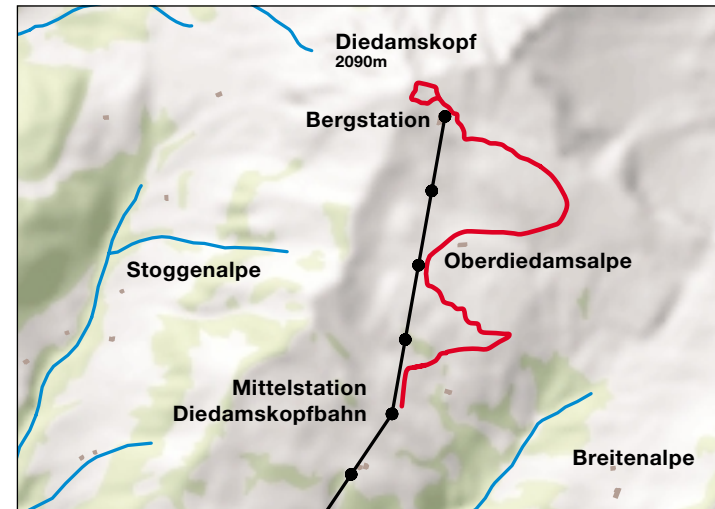 Diedamskopf
2090m
Bergstation
Stoggenalpe
Oberdiedamsalpe
Mittelstation
Diedamskopfbahn
Breitenalpe